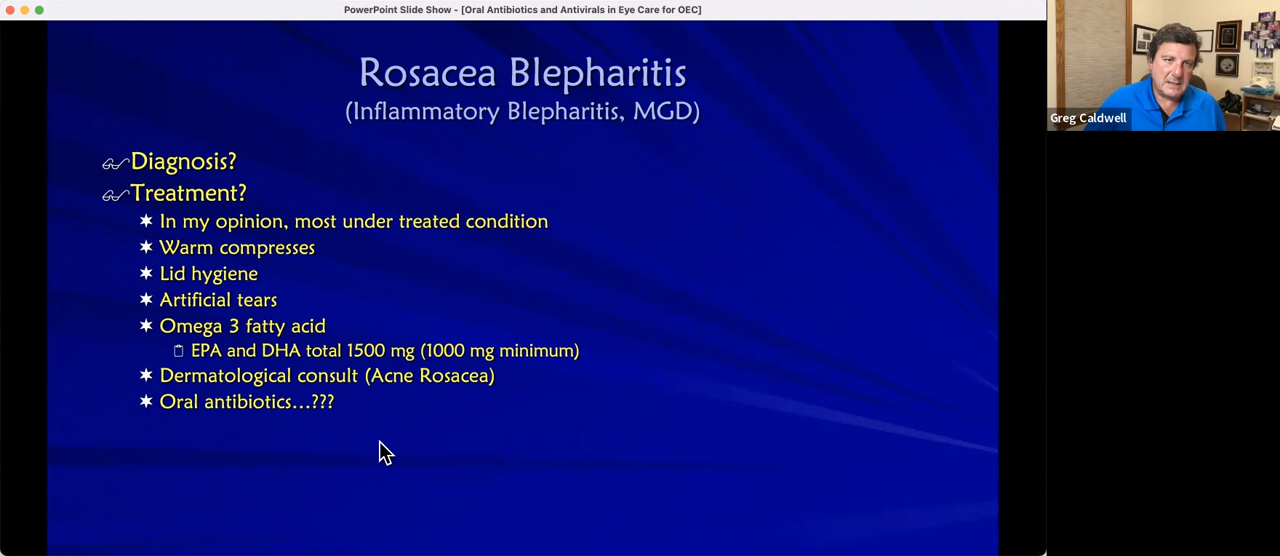 PowerPoint Slide Show - [Oral Antibiotics and Antivirals in Eye Care for OEC]
Rosacea Blepharitis
(Inflammatory Blepharitis, MGD)
Diagnosis?
Treatment?
In my opinion, most under treated condition
Warm compresses
Lid hygiene
Artificial tears
Omega 3 fatty acid
EPA and DHA total 1500 mg (1000 mg minimum)
Dermatological consult (Acne Rosacea)
Oral antibiotics...???
Greg Caldwell